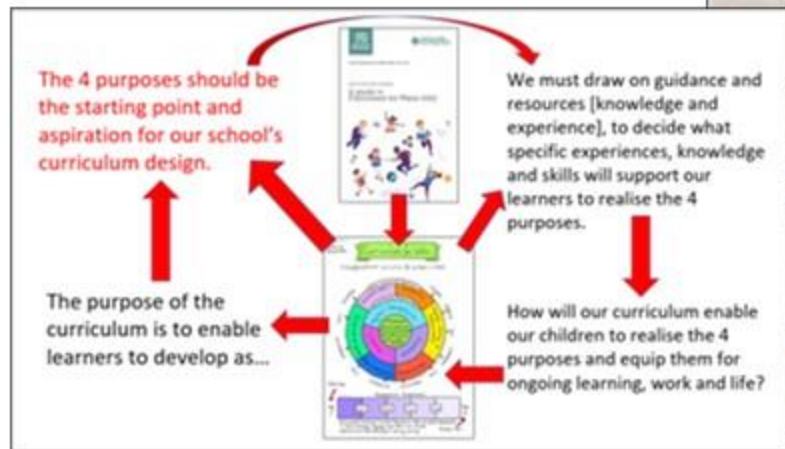 The 4 purposes should be
the starting point and
aspiration for our school's
curriculum design.
We must draw on guidance and
resources [knowledge and
experience], to decide what
specific experiences, knowledge
and skills will support our
learners to realise the 4
purposes.
The purpose of the
curriculum is to enable
learners to develop as...
How will our curriculum enable
our children to realise the 4
purposes and equip them for
ongoing learning, work and life?